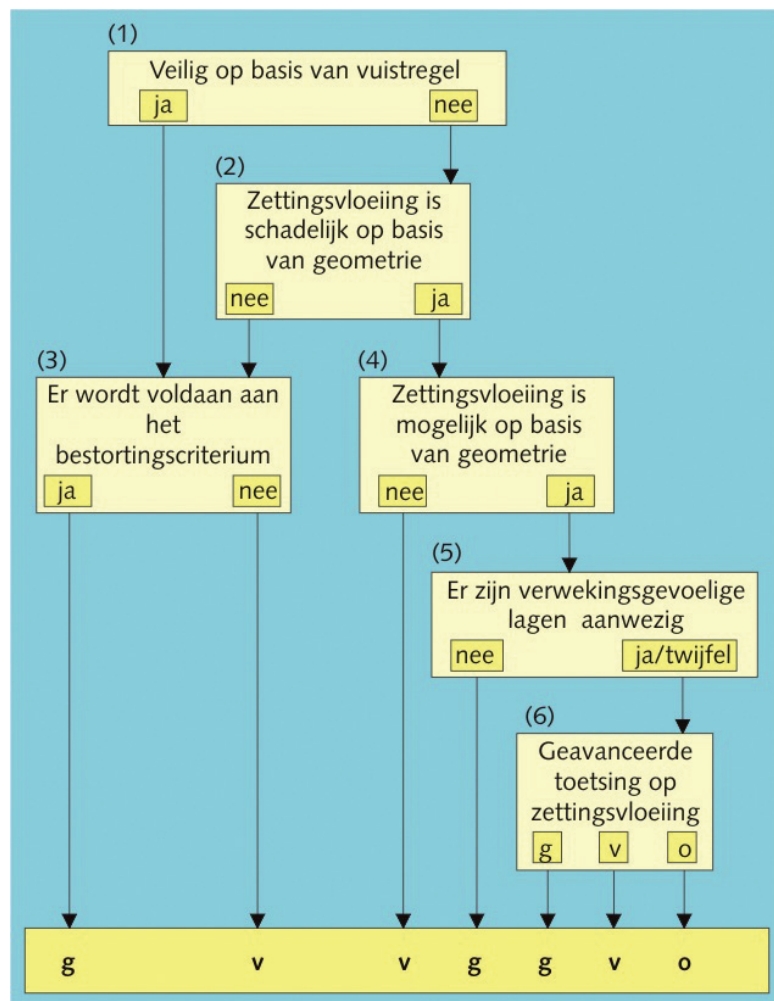 (1)
Veilig op basis van vuistregel
ja nee
(2)
Zettingsvloeiing is
schadelijk op basis
van geometrie
nee ja
(3)
Er wordt voldaan aan
het
bestortingscriterium
ja nee
(4)
Zettingsvloeiing is
mogelijk op basis
van geometrie
nee ja
(5)
Er zijn verwekingsgevoelige
lagen aanwezig
nee ja/twijfel
(6)
Geavanceerde
toetsing op
zettingsvloeiing
g v o
g v v g g v o